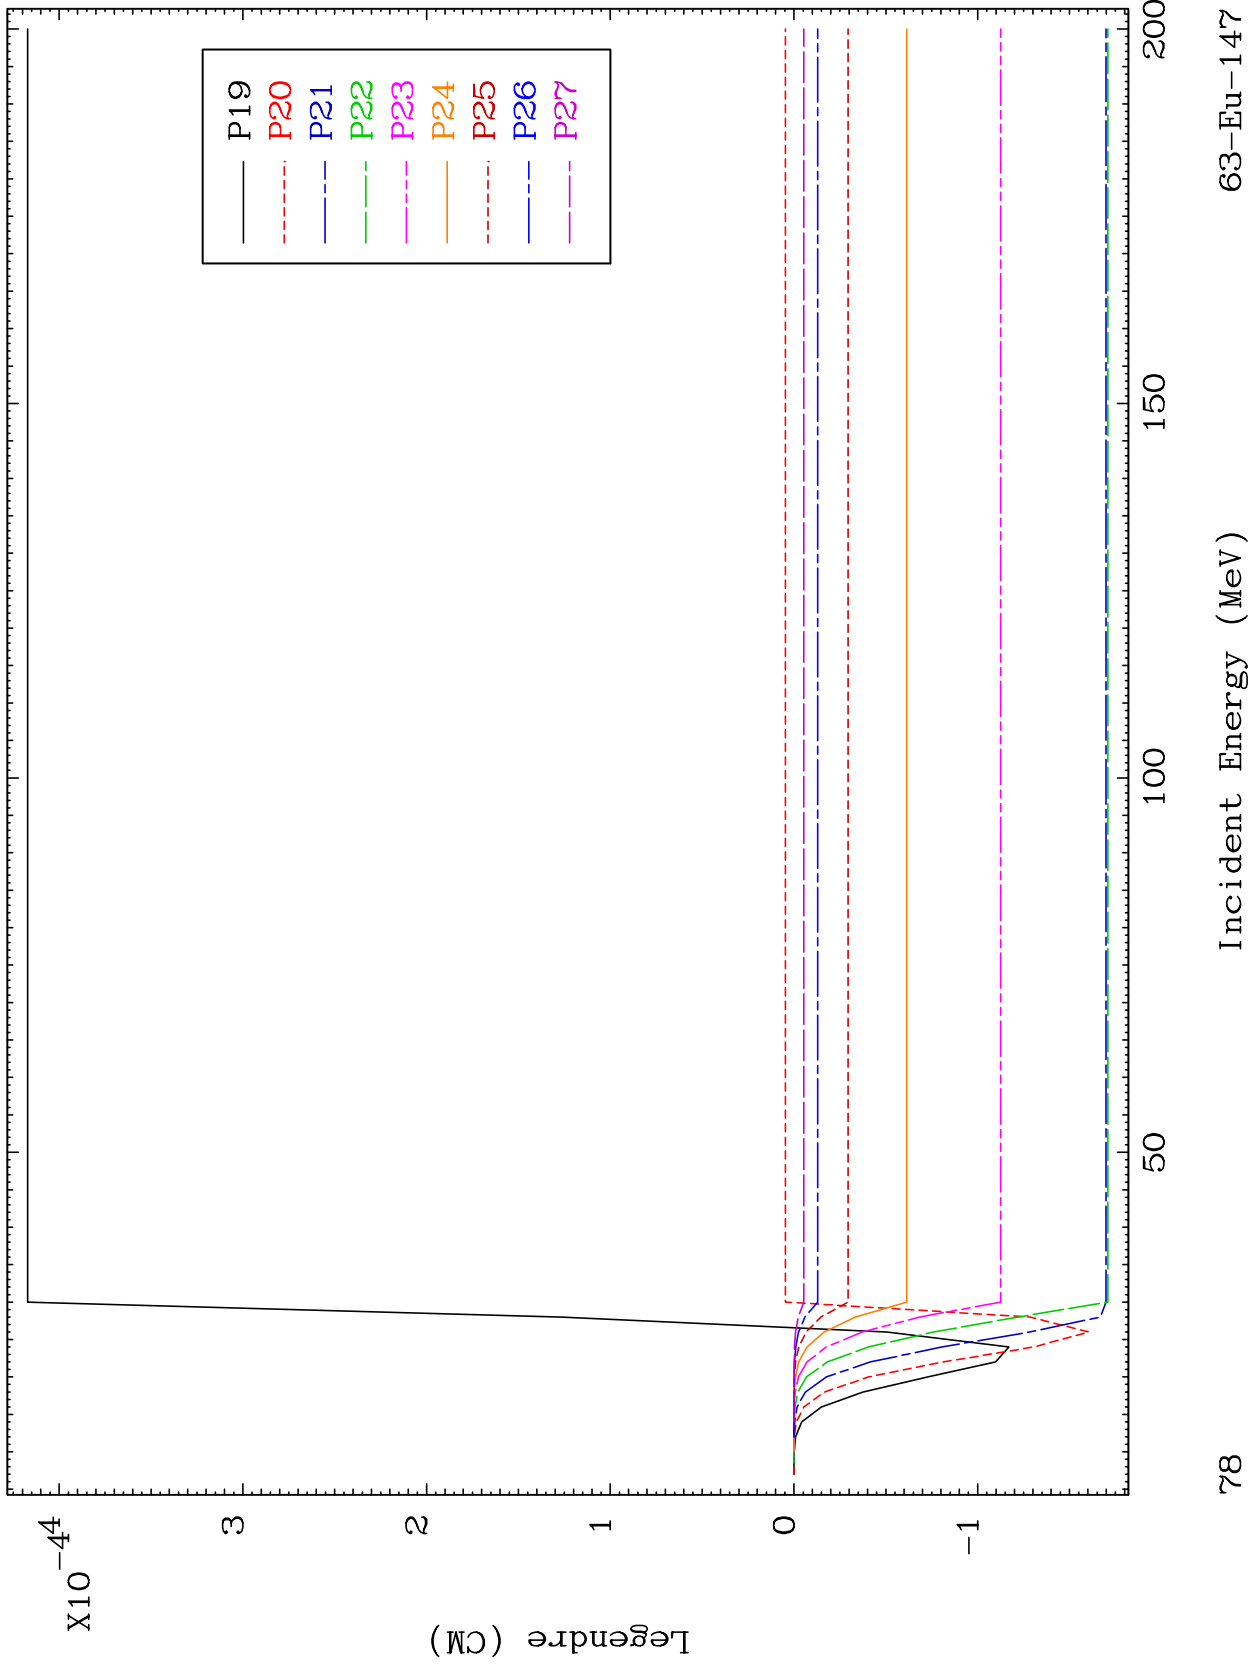 X10
-4
4
3
2
1
0
-1
Legendre (CM)
P19
P20
P21
P22
P23
P24
P25
P26
P27
50
100
150
200
Incident Energy (MeV)
78
63-Eu-147